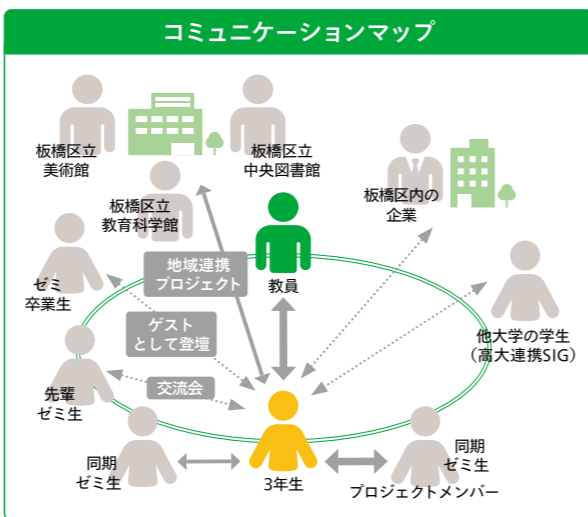 コミュニケーションマップ
板橋区立
美術館
板橋区立
中央図書館
板橋区内の
企業
板橋区立
教育科学館
地域連携
プロジェクト
教員
ゼミ
卒業生
ゲスト
として登壇
他大学の学生
（高大連携SIG）
先輩
ゼミ生
交流会
同期
ゼミ生
3年生
同期
ゼミ生
プロジェクトメンバー